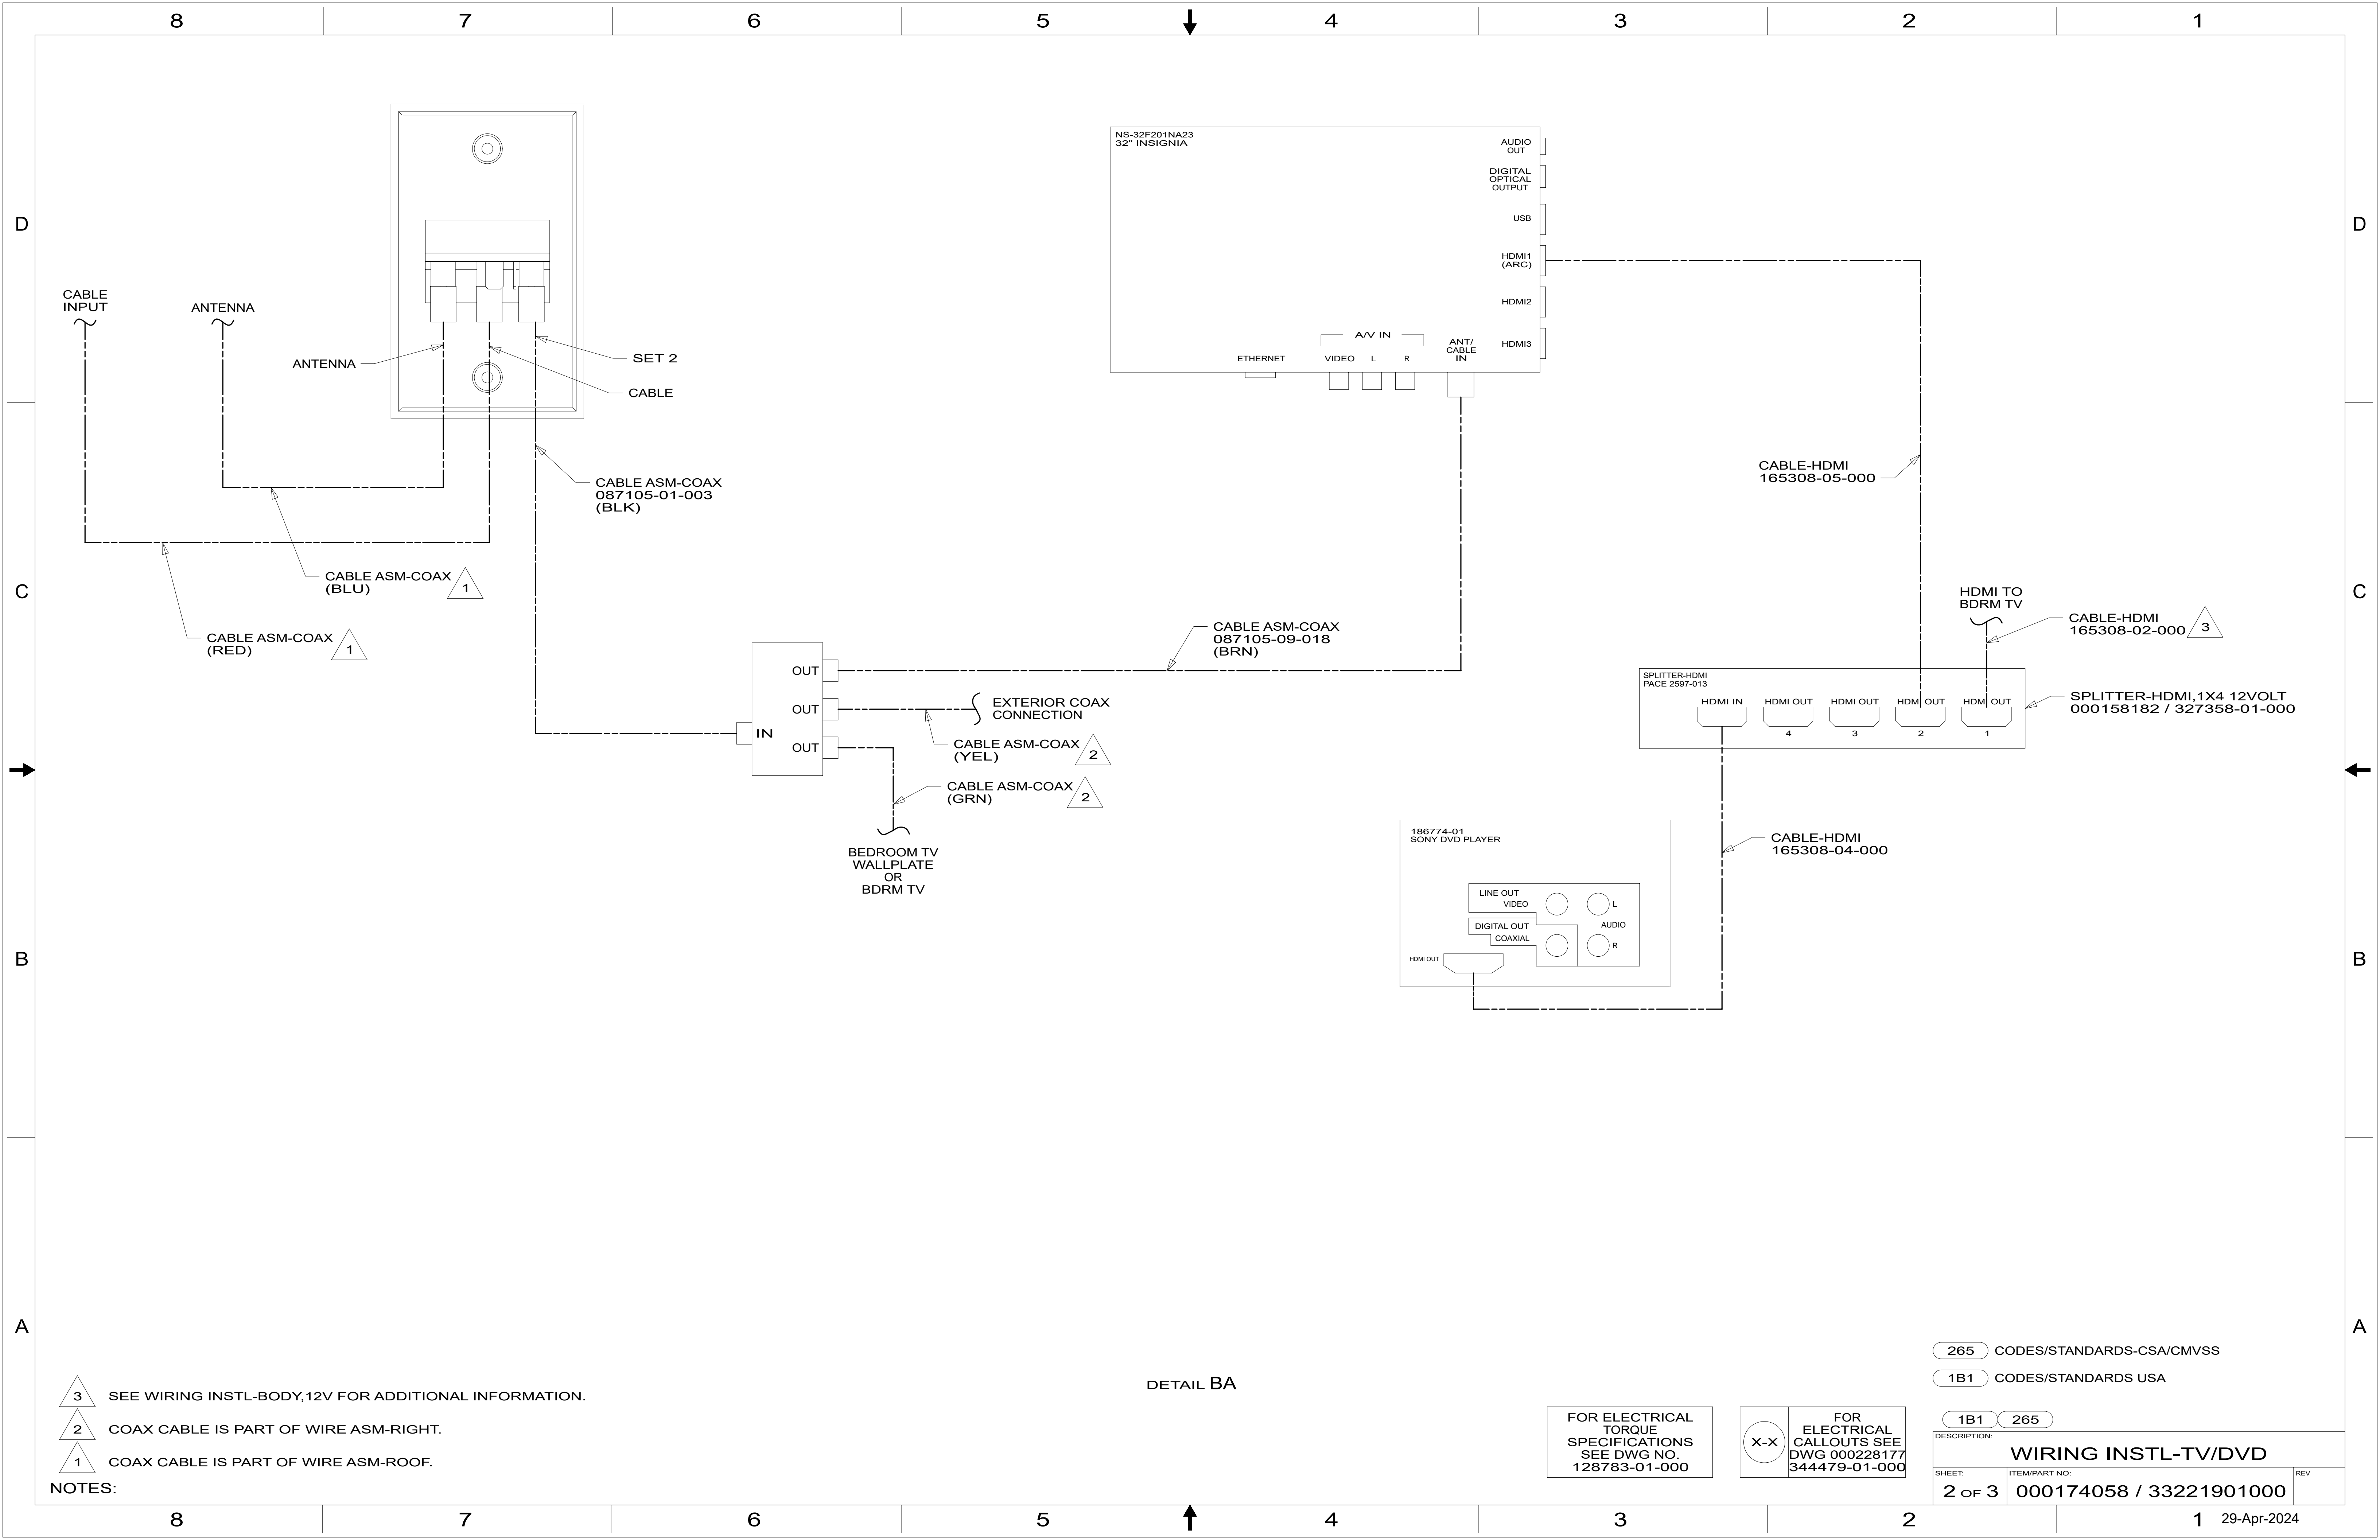 8 7 6 5 4 3 2 1
D
C
B
A
D
C
B
A
CABLE
INPUT
ANTENNA
ANTENNA
SET 2
CABLE
CABLE ASM-COAX
087105-01-003
(BLK)
CABLE ASM-COAX
(BLU)
1
CABLE ASM-COAX
(RED)
1
NS-32F201NA23
32" INSIGNIA
AUDIO
OUT
DIGITAL
OPTICAL
OUTPUT
USB
HDMI1
(ARC)
HDMI2
HDMI3
A/V IN
ETHERNET
VIDEO L R
ANT/
CABLE
IN
CABLE-HDMI
165308-05-000
HDMI TO
BDRM TV
CABLE-HDMI
165308-02-000
3
CABLE ASM-COAX
087105-09-018
(BRN)
IN
OUT
OUT
OUT
EXTERIOR COAX
CONNECTION
CABLE ASM-COAX
(YEL)
2
CABLE ASM-COAX
(GRN)
2
BEDROOM TV
WALLPLATE
OR
BDRM TV
SPLITTER-HDMI
PACE 2597-013
HDMI IN HDMI OUT HDMI OUT HDMI OUT HDMI OUT
4 3 2 1
SPLITTER-HDMI,1X4 12VOLT
000158182 / 327358-01-000
186774-01
SONY DVD PLAYER
LINE OUT
VIDEO
L
DIGITAL OUT
AUDIO
COAXIAL
R
HDMI OUT
CABLE-HDMI
165308-04-000
3 SEE WIRING INSTL-BODY,12V FOR ADDITIONAL INFORMATION.
2 COAX CABLE IS PART OF WIRE ASM-RIGHT.
1 COAX CABLE IS PART OF WIRE ASM-ROOF.
NOTES:
DETAIL BA
FOR ELECTRICAL
TORQUE
SPECIFICATIONS
SEE DWG NO.
128783-01-000
X-X
FOR
ELECTRICAL
CALLOUTS SEE
DWG 000228177
344479-01-000
265 CODES/STANDARDS-CSA/CMVSS
1B1 CODES/STANDARDS USA
1B1 265
DESCRIPTION:
WIRING INSTL-TV/DVD
SHEET: ITEM/PART NO: REV
2 OF 3 000174058 / 33221901000
8 7 6 5 4 3 2 1
29-Apr-2024